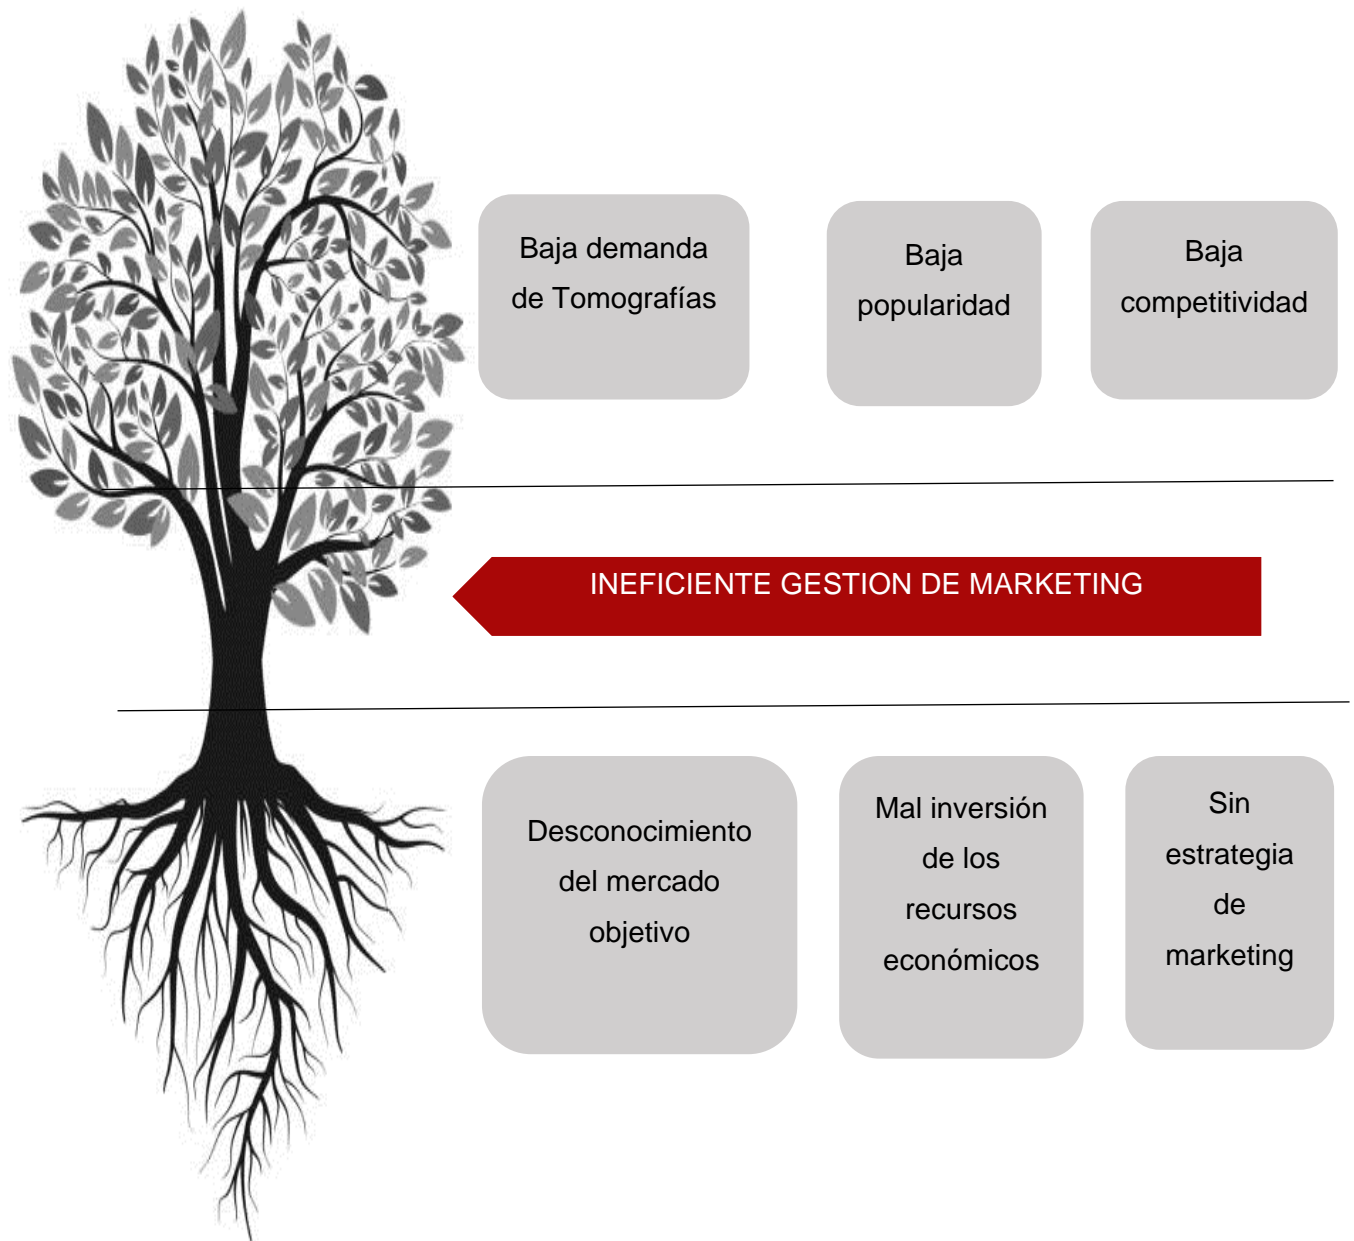 Baja demanda
de Tomografías
Baja
popularidad
Baja
competitividad
INEFICIENTE GESTION DE MARKETING
Desconocimiento
del mercado
objetivo
Mal inversión
de los
recursos
económicos
Sin
estrategia
de
marketing